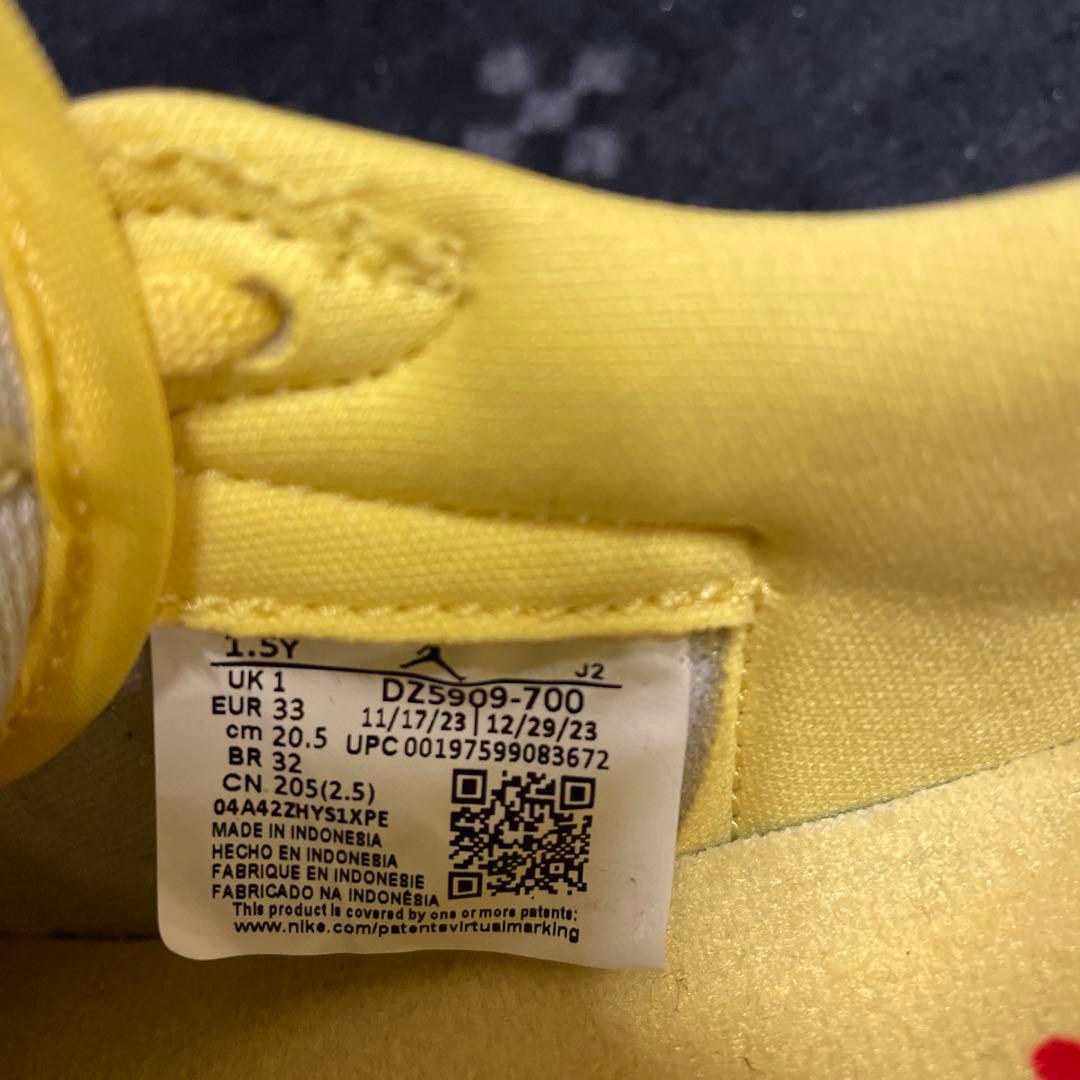 1.5Y
J2
UK 1
DZ5909-700
EUR 33
11/17/23 | 12/29/23
cm 20.5
UPC 00197599083672
BR 32
CN 205(2.5)
04A42ZHYS1XPE
MADE IN INDONESIA
HECHO EN INDONESIA
FABRIQUE EN INDONESIE
FABRICADO NA INDONÉSIA
This product is covered by one or more patents:
www.nike.com/patentsvirtualmarking